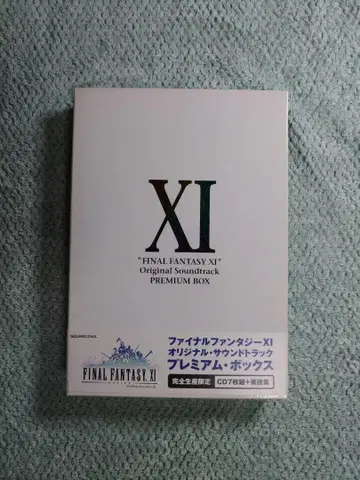 XI
"FINAL FANTASY XI"
Original Soundtrack
PREMIUM BOX
SQUARE ENIX.
FINAL FANTASY XI
ファイナルファンタジーXI
オリジナル・サウンドトラック
プレミアム・ボックス
完全生産限定 CD7枚組+楽譜集